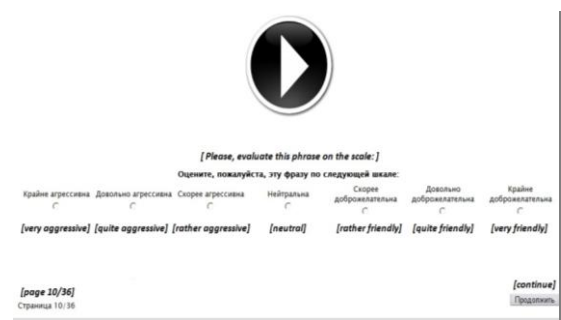 [ Please, evaluate this phrase on the scale: ]
Оцените, пожалуйста, эту фразу по следующей шкале:
Крайне агрессивна Довольно агрессивна Скорее агрессивна Нейтральна Скорее доброжелательна Довольно доброжелательна Крайне доброжелательна
[very aggressive] [quite aggressive] [rather aggressive] [neutral] [rather friendly] [quite friendly] [very friendly]
[page 10/36] [continue]
Страница 10/36 Продолжить